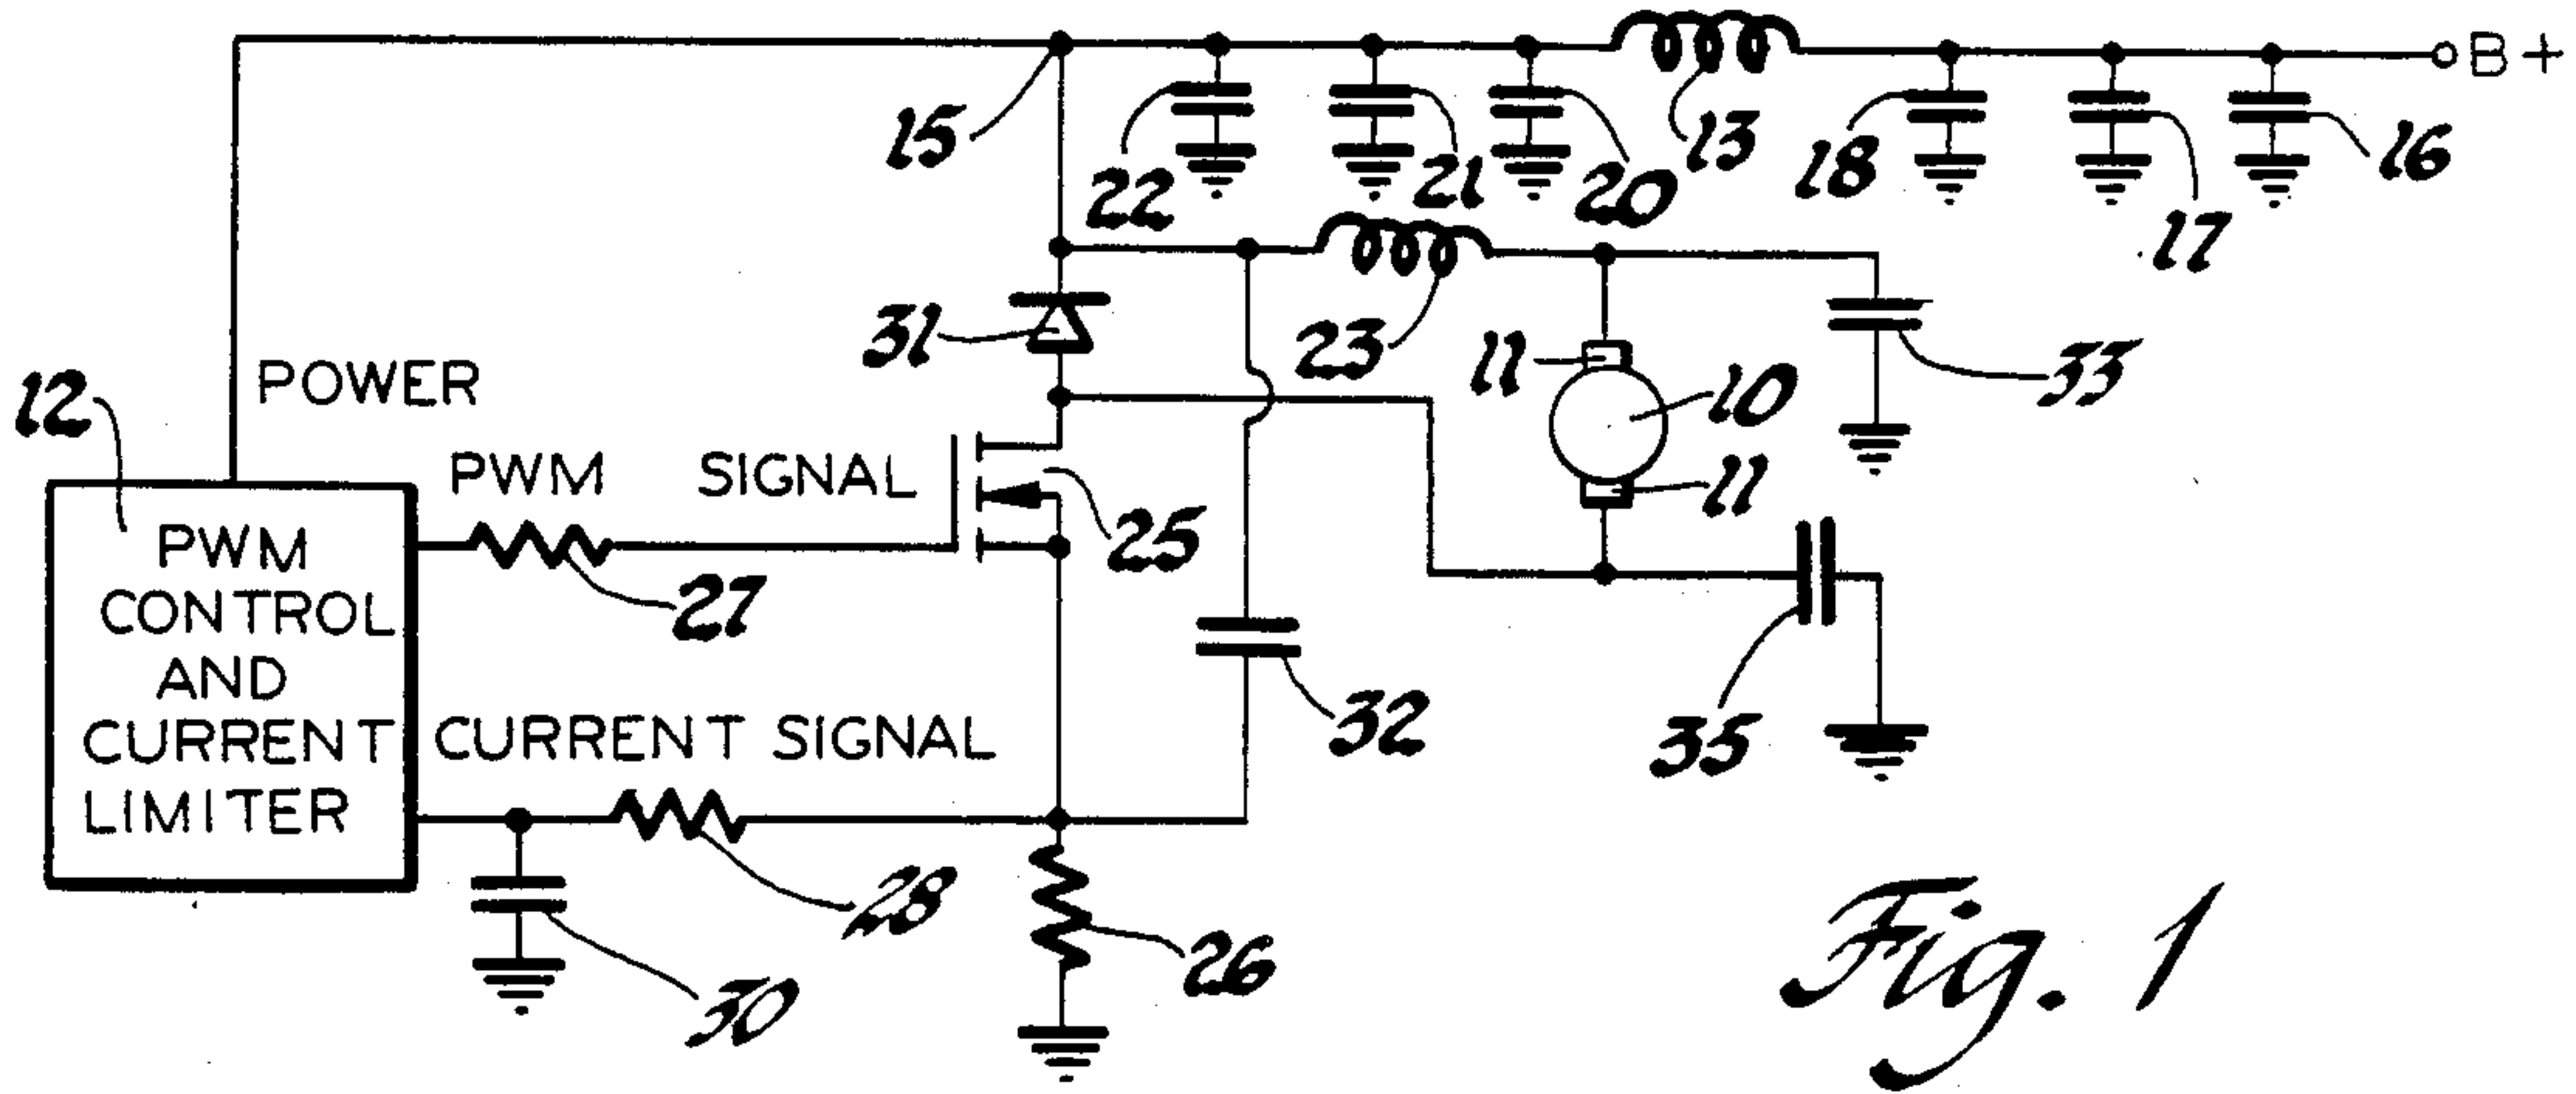 B+
15
22
21
20
13
18
17
16
31
23
11
10
33
12
POWER
PWM SIGNAL
25
11
PWM
CONTROL
AND
CURRENT
LIMITER
27
32
35
CURRENT SIGNAL
28
26
30
Fig. 1